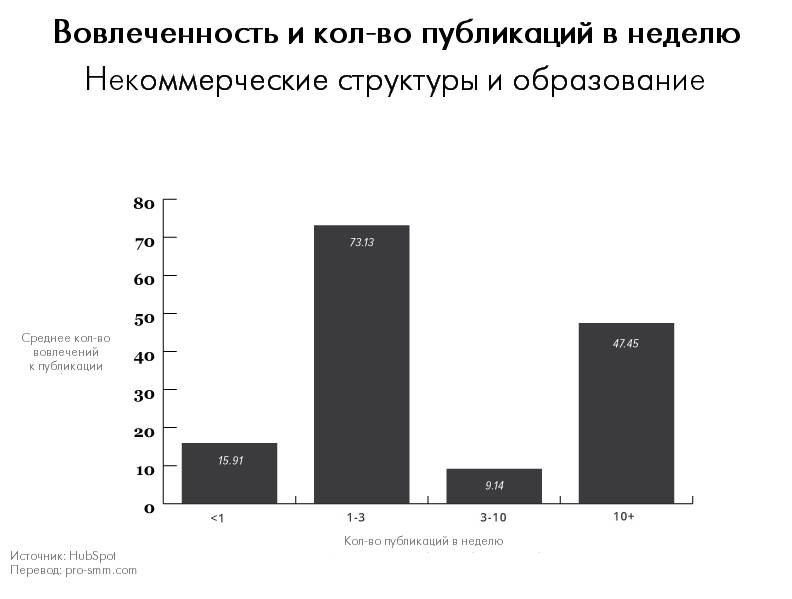 Вовлеченность и кол-во публикаций в неделю
Некоммерческие структуры и образование
80
70
60
50
40
30
20
10
0
Среднее кол-во
вовлечений
к публикации
15.91
73.13
9.14
47.45
<1
1-3
3-10
10+
Кол-во публикаций в неделю
Источник: HubSpot
Перевод: pro-smm.com